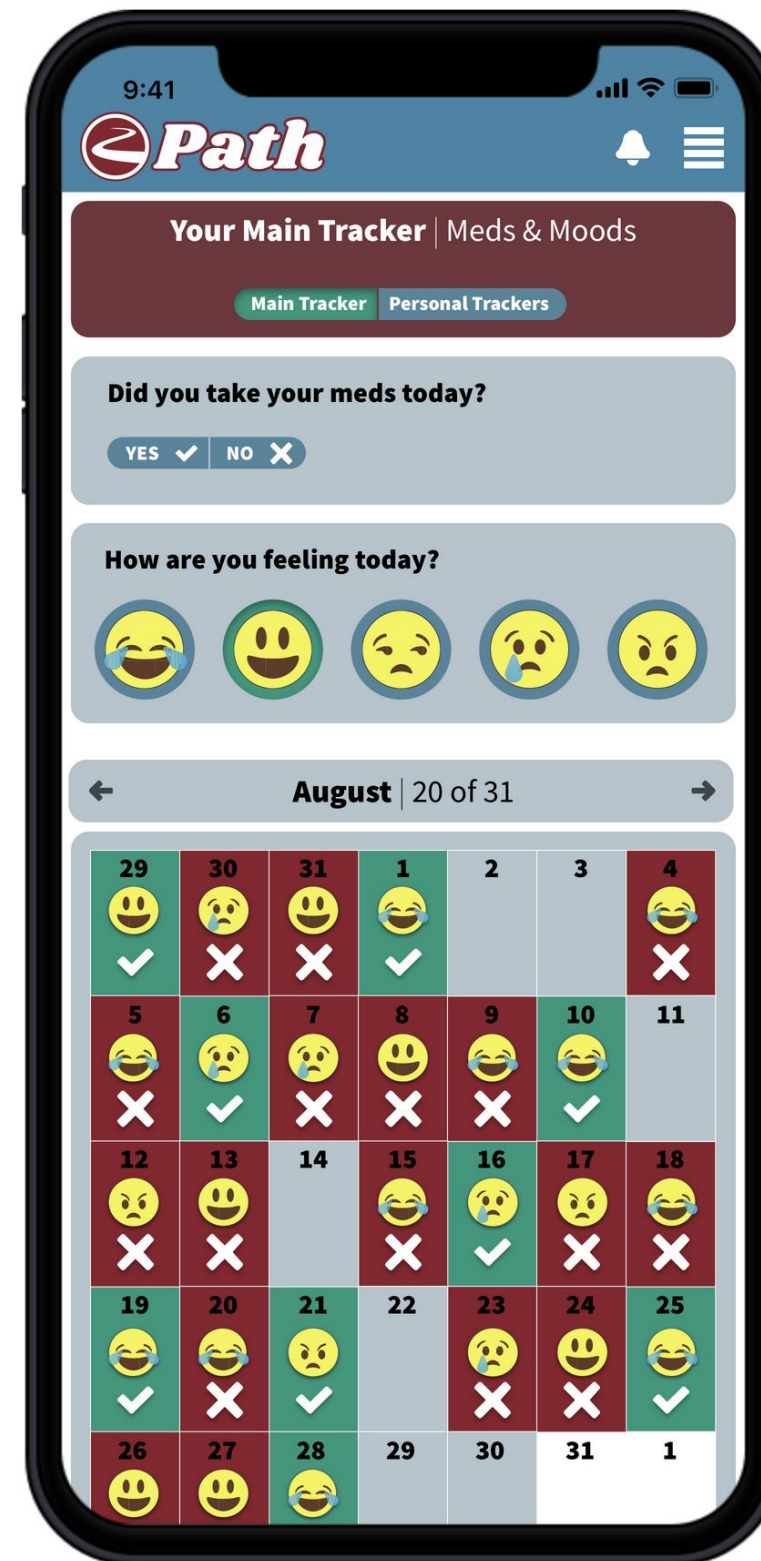 9:41
Path
Your Main Tracker | Meds & Moods
Main Tracker Personal Trackers
Did you take your meds today?
YES NO
How are you feeling today?
August | 20 of 31
29 30 31 1 2 3 4
5 6 7 8 9 10 11
12 13 14 15 16 17 18
19 20 21 22 23 24 25
26 27 28 29 30 31 1